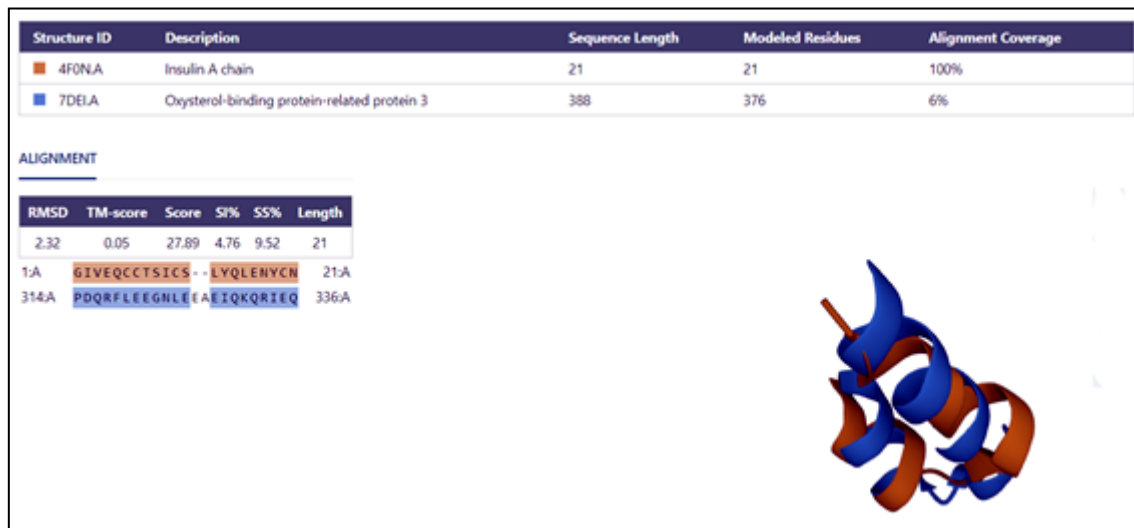 Structure ID Description Sequence Length Modeled Residues Alignment Coverage
4F0N.A Insulin A chain 21 21 100%
7DEI.A Oxysterol-binding protein-related protein 3 388 376 6%
ALIGNMENT
RMSD TM-score Score SI% SS% Length
2.32 0.05 27.89 4.76 9.52 21
1:A GIVEQCCTSICS--LYQLENYCN 21:A
314:A PDQRFLEEGNLEEAEIQKQRIEQ 336:A